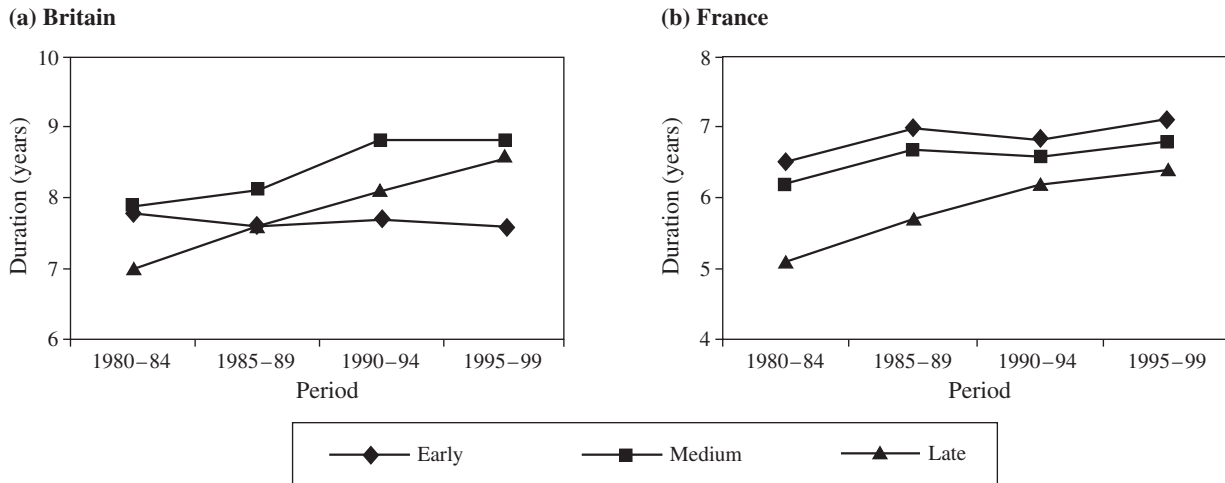 (a) Britain
Duration (years)
10
9
8
7
6
1980–84 1985–89 1990–94 1995–99
Period
(b) France
Duration (years)
8
7
6
5
4
1980–84 1985–89 1990–94 1995–99
Period
Early Medium Late